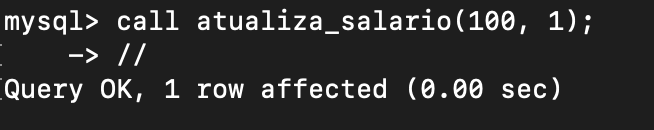 mysql> call atualiza_salario(100, 1);
    -> //
Query OK, 1 row affected (0.00 sec)